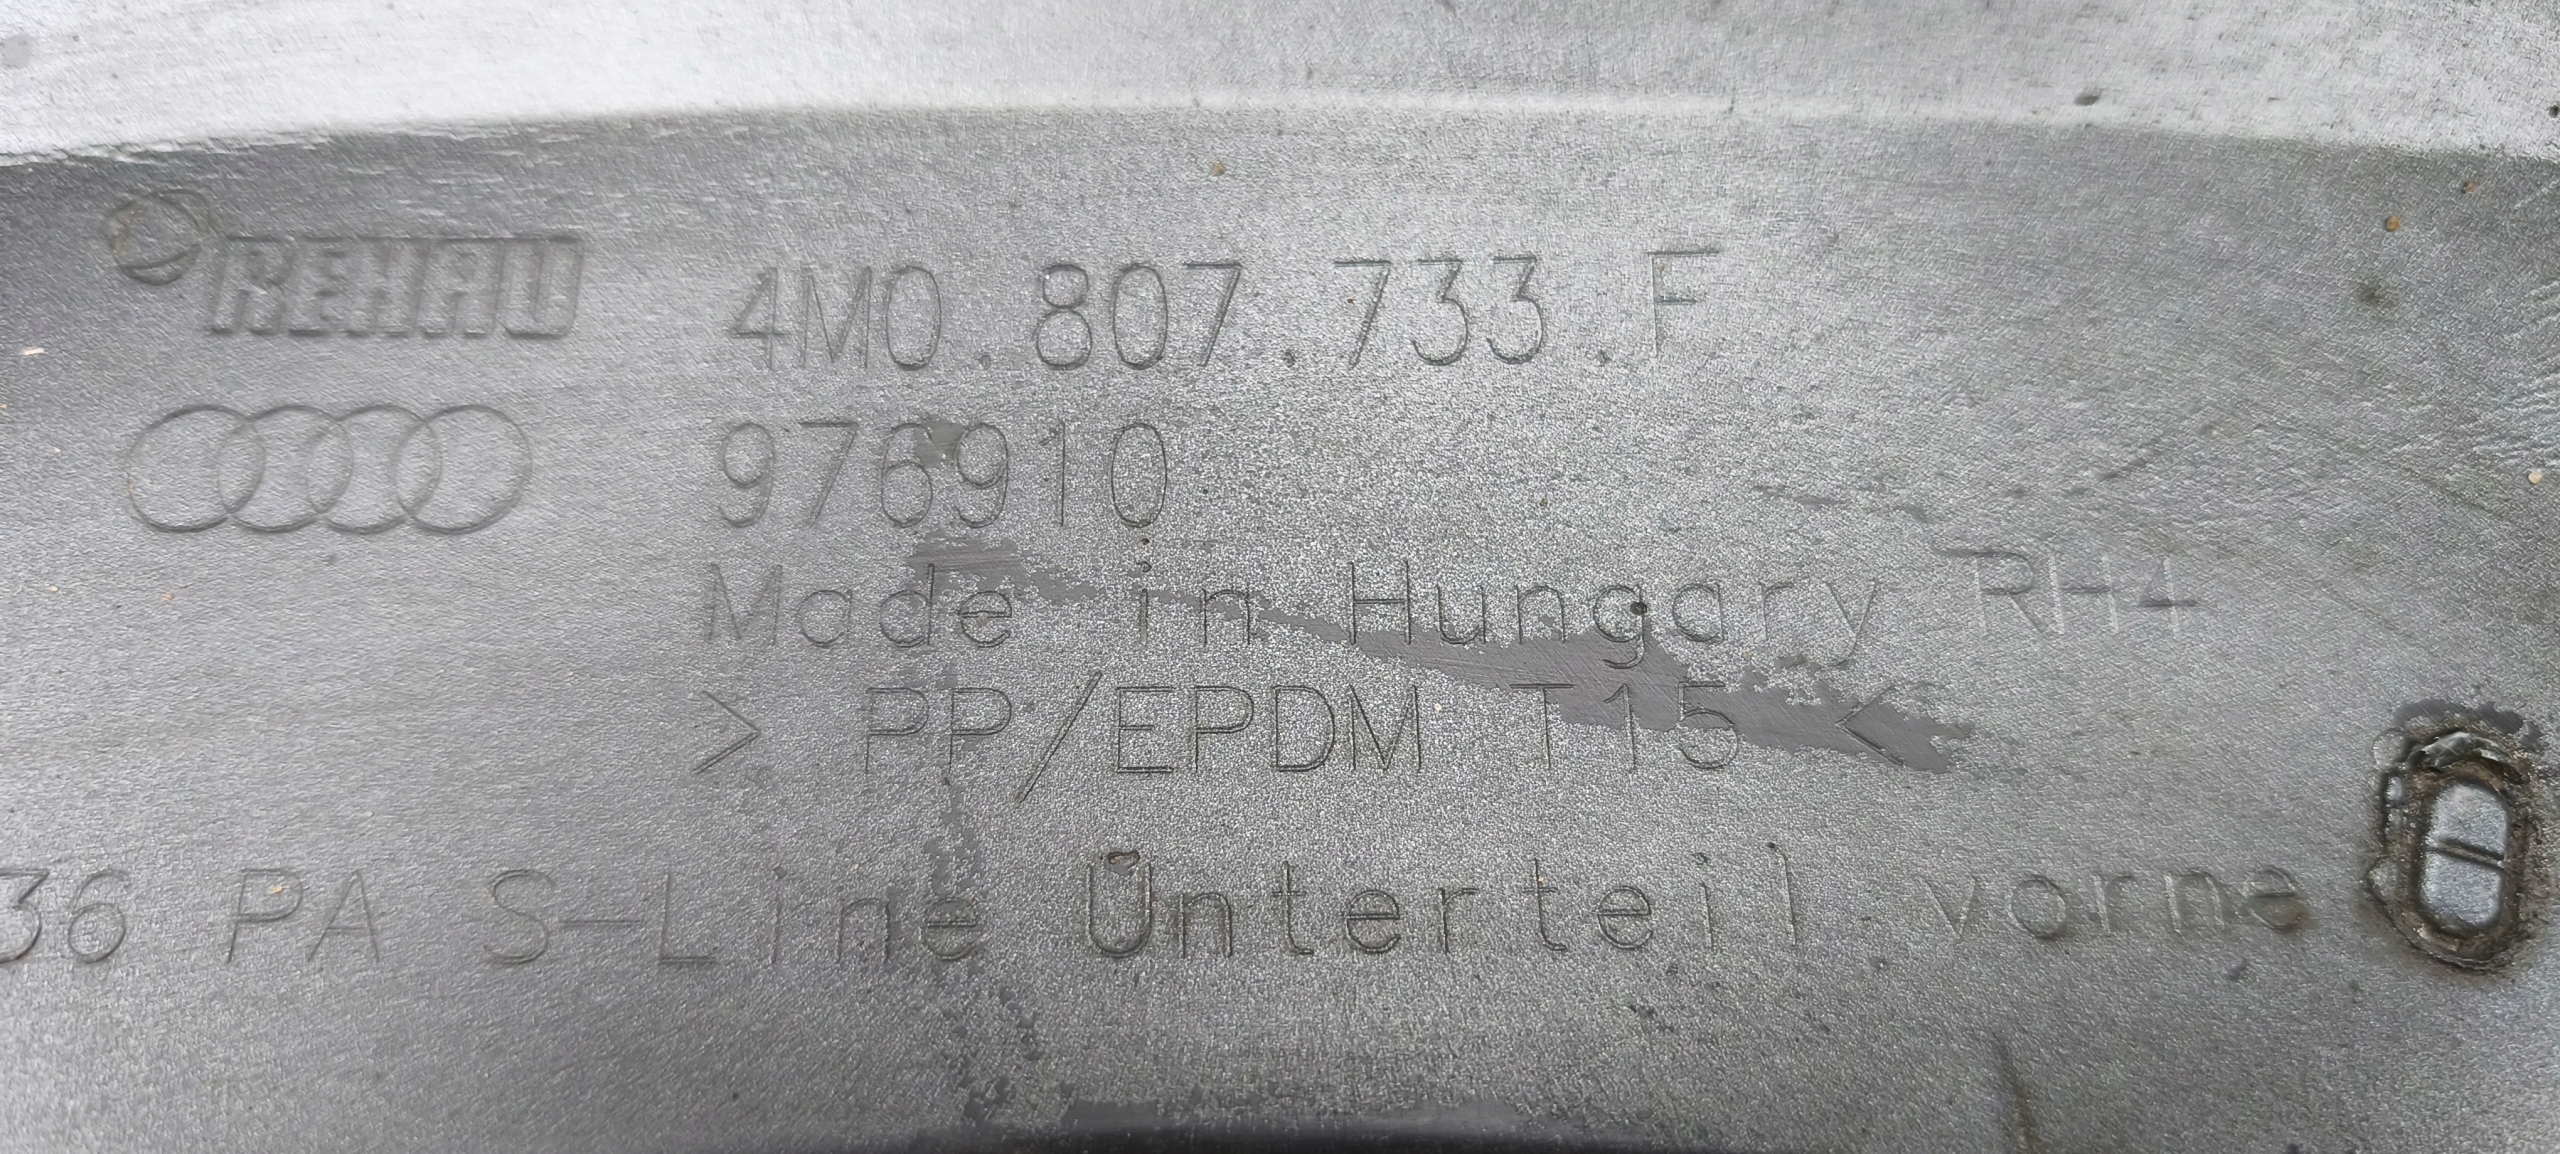 REHAU 4M0.807.733.F
976910
Made in Hungary RH4
> PP/EPDM T15 <
36 PA S-Line Unterteil vorne